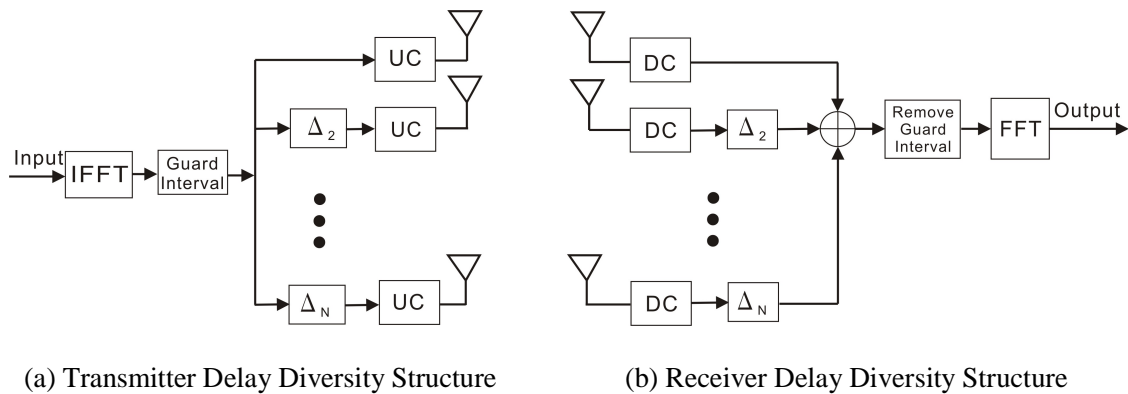 Input
IFFT
Guard
Interval
UC
Δ2
UC
ΔN
UC
(a) Transmitter Delay Diversity Structure
DC
DC
Δ2
DC
ΔN
Remove
Guard
Interval
FFT
Output
(b) Receiver Delay Diversity Structure